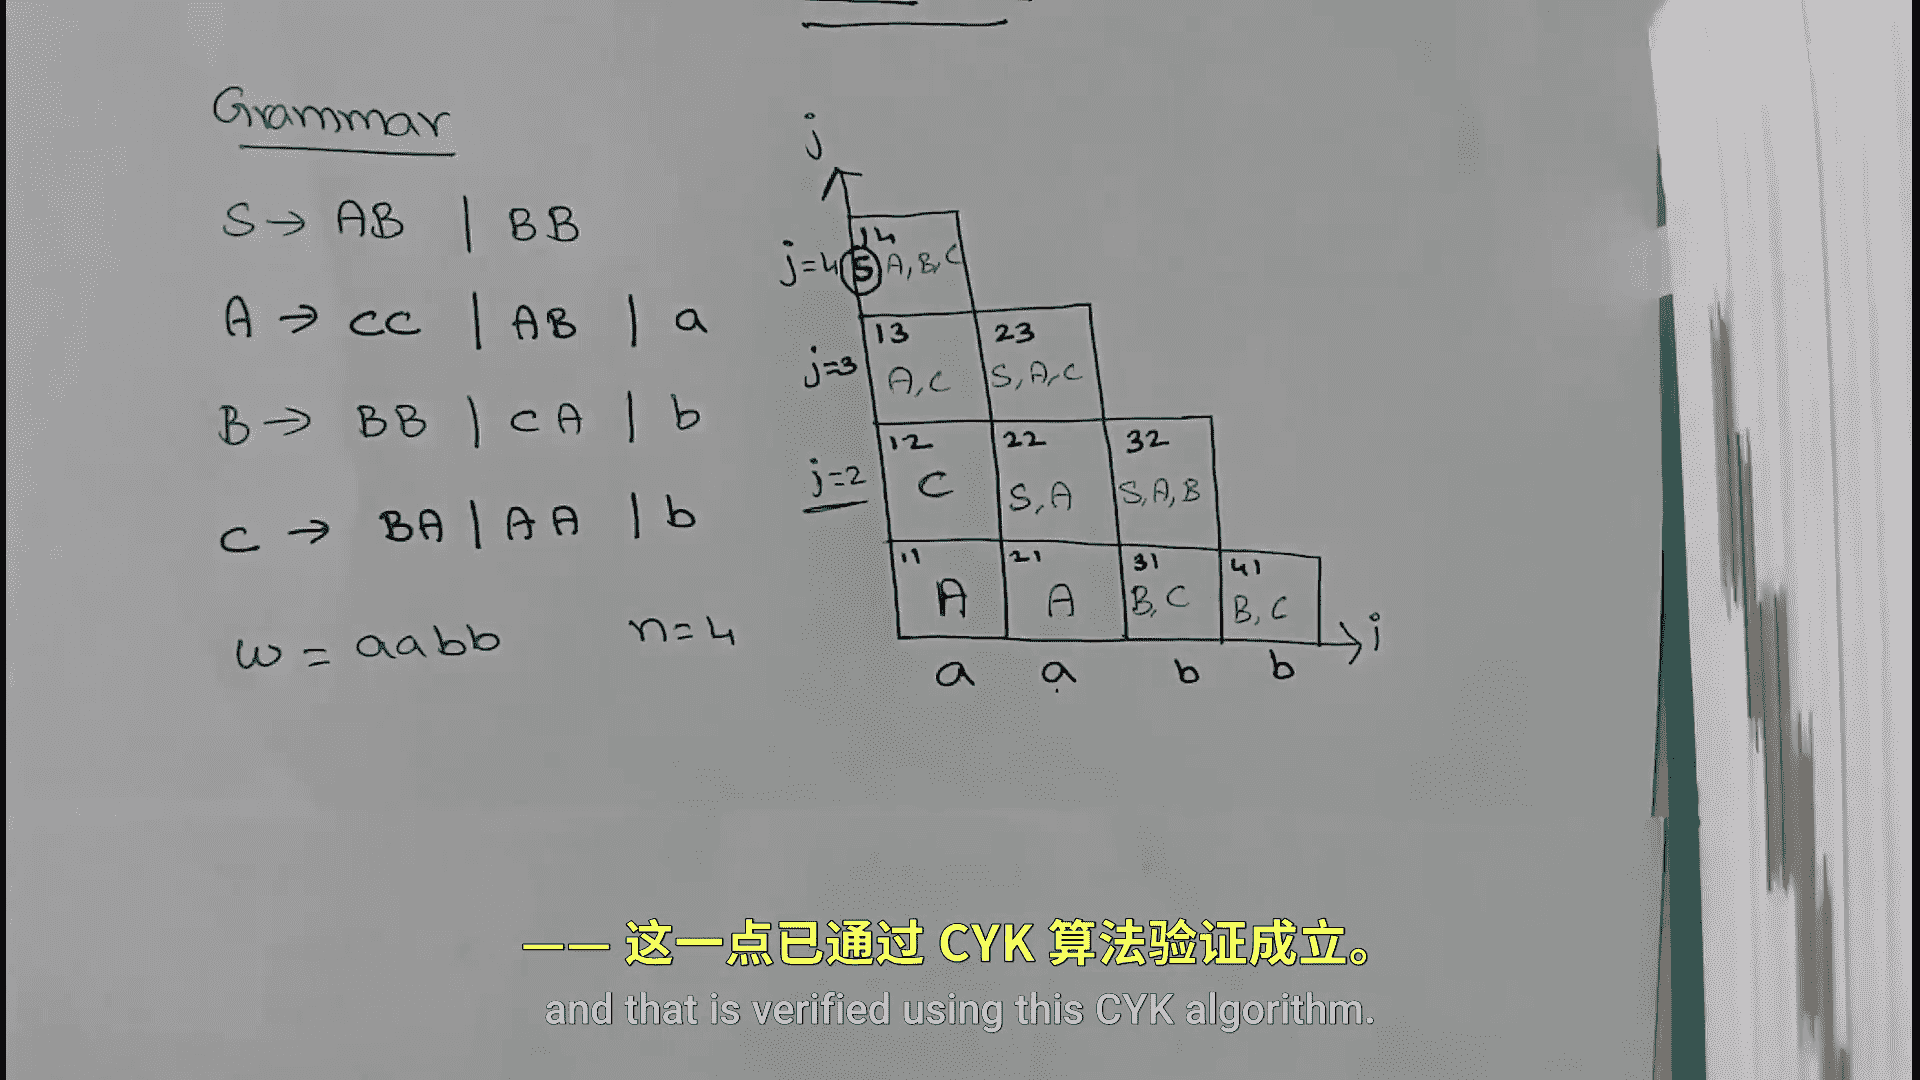 Grammar
S → AB | BB
A → CC | AB | a
B → BB | CA | b
C → BA | AA | b
w = aabb n=4
j
14
j=4 S A, B, C
13 23
j=3 A, C S, A, C
12 22 32
j=2 C S, A S, A, B
11 21 31 41
A A B, C B, C
i
a a b b
—— 这一点已通过 CYK 算法验证成立。
and that is verified using this CYK algorithm.